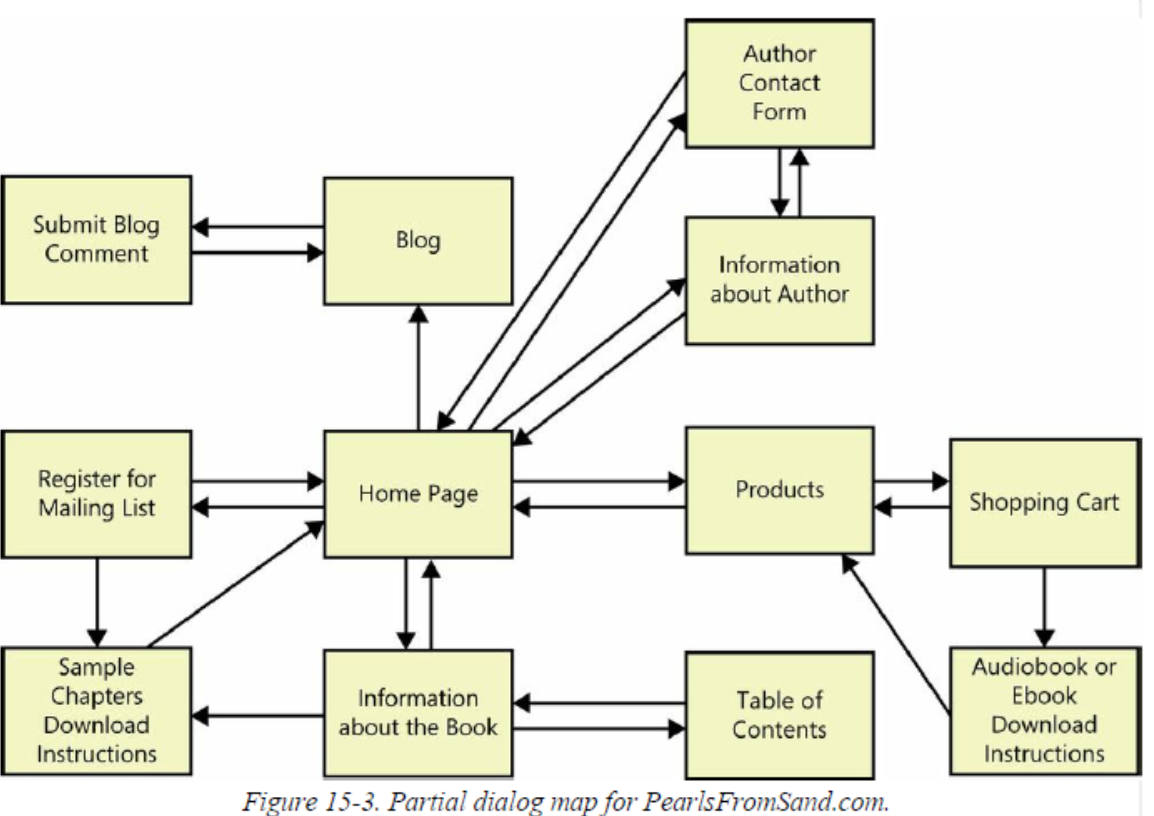 Author
Contact
Form
Submit Blog
Comment
Blog
Information
about Author
Register for
Mailing List
Home Page
Products
Shopping Cart
Sample
Chapters
Download
Instructions
Information
about the Book
Table of
Contents
Audiobook or
Ebook
Download
Instructions
Figure 15-3. Partial dialog map for PearlsFromSand.com.